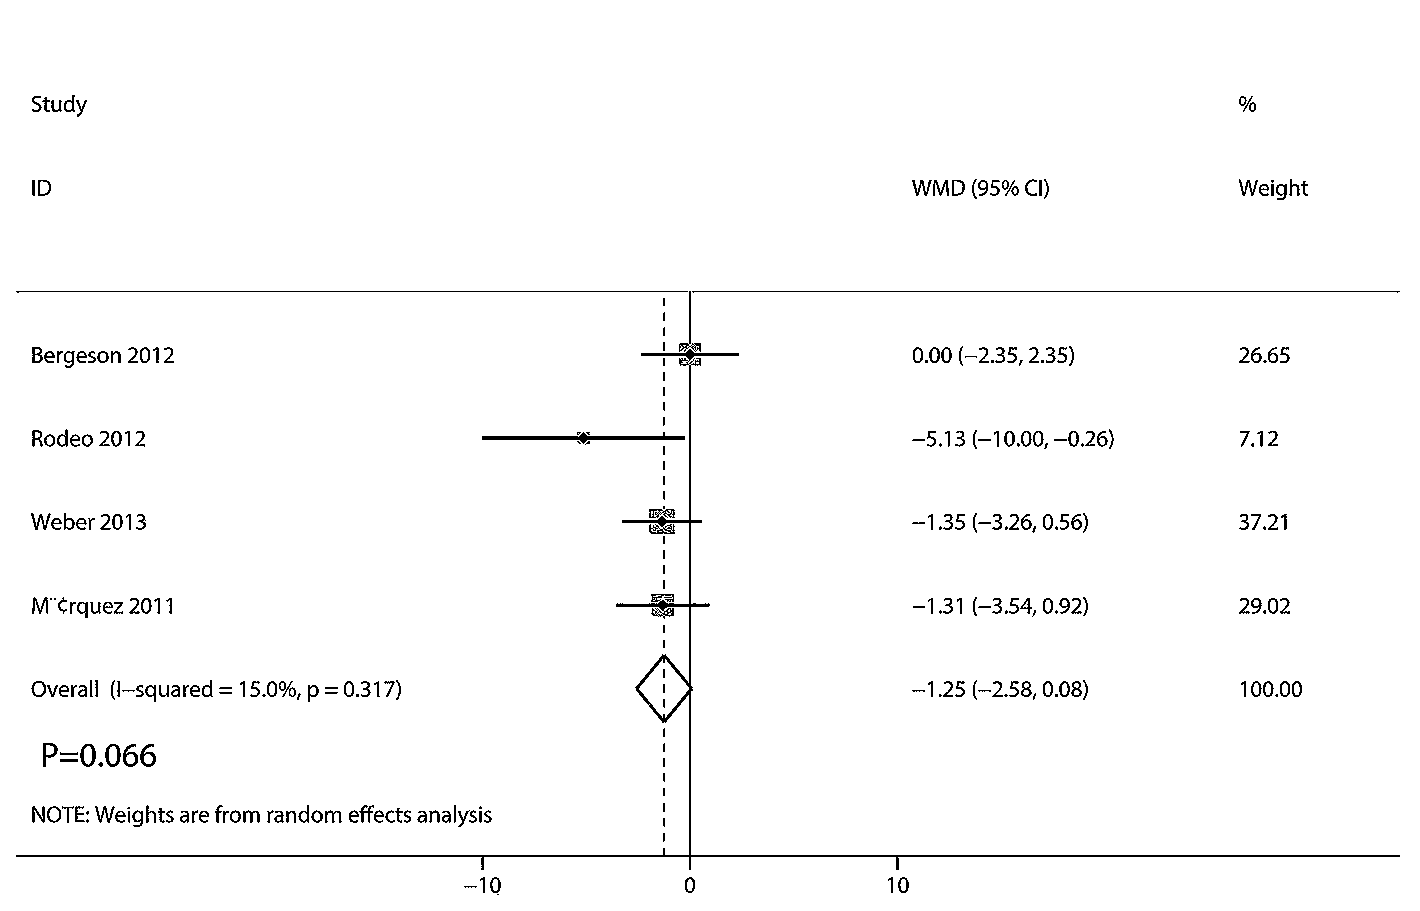 Study %
ID WMD (95% CI) Weight
Bergeson 2012 0.00 (−2.35, 2.35) 26.65
Rodeo 2012 −5.13 (−10.00, −0.26) 7.12
Weber 2013 −1.35 (−3.26, 0.56) 37.21
M¨¢rquez 2011 −1.31 (−3.54, 0.92) 29.02
Overall (I−squared = 15.0%, p = 0.317) −1.25 (−2.58, 0.08) 100.00
P=0.066
NOTE: Weights are from random effects analysis
−10 0 10